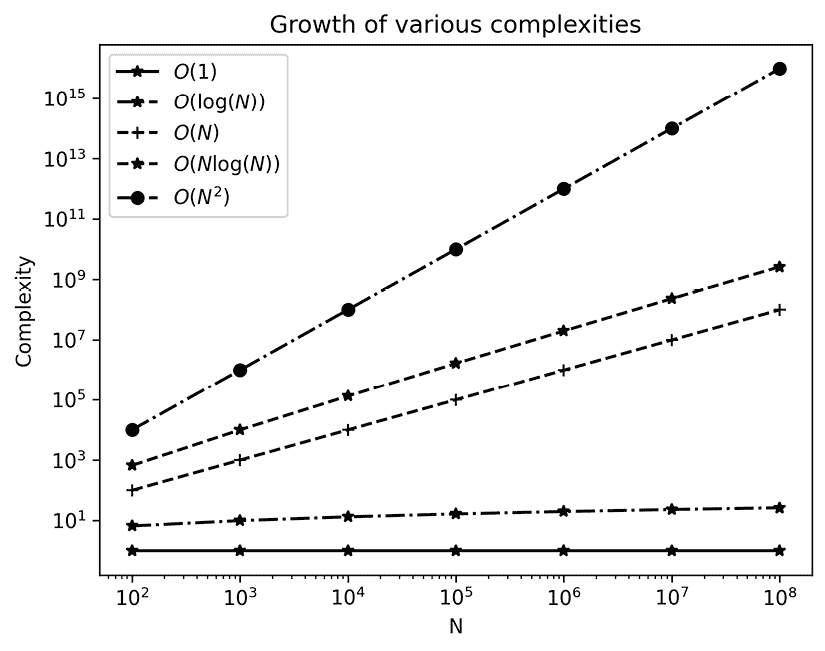 Growth of various complexities
O(1)
O(log(N))
O(N)
O(Nlog(N))
O(N²)
10¹⁵
10¹³
10¹¹
10⁹
10⁷
10⁵
10³
10¹
Complexity
10² 10³ 10⁴ 10⁵ 10⁶ 10⁷ 10⁸
N